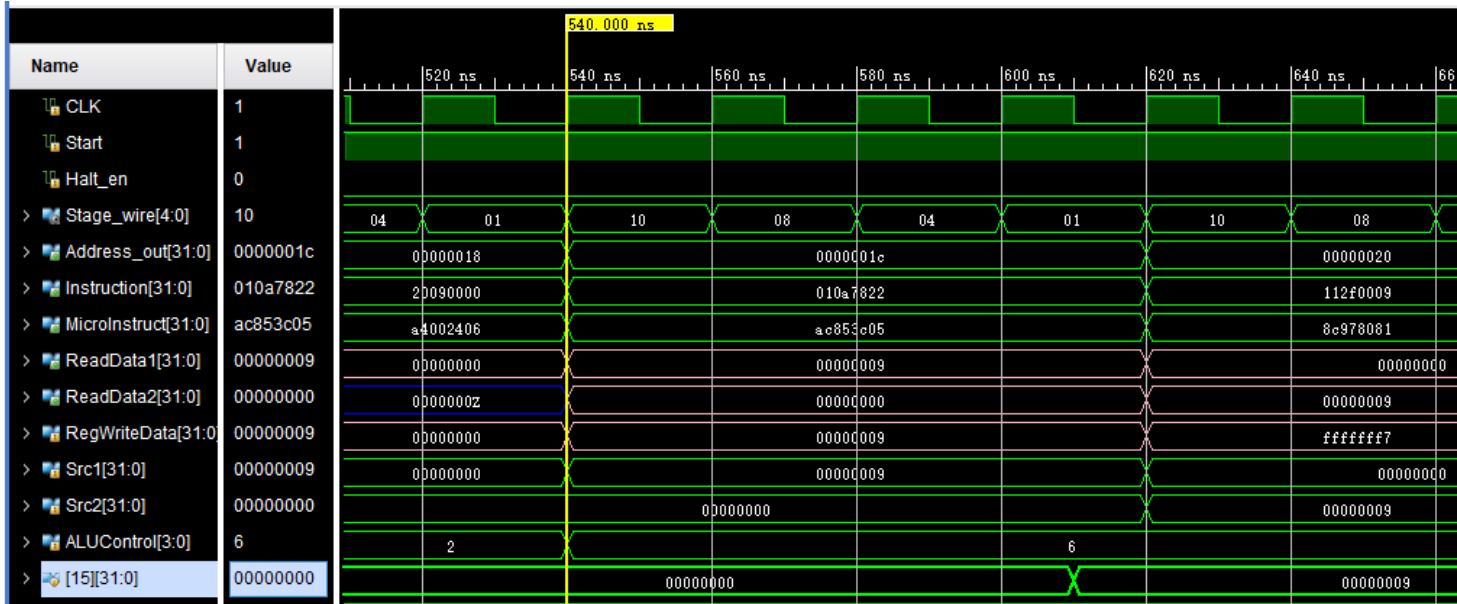 540.000 ns
Name Value
520 ns 540 ns 560 ns 580 ns 600 ns 620 ns 640 ns 66
CLK 1
Start 1
Halt_en 0
Stage_wire[4:0] 10 04 01 10 08 04 01 10 08
Address_out[31:0] 0000001c 00000018 0000001c 00000020
Instruction[31:0] 010a7822 20090000 010a7822 112f0009
MicroInstruct[31:0] ac853c05 a4002406 ac853c05 8c978081
ReadData1[31:0] 00000009 00000000 00000009 00000000
ReadData2[31:0] 00000000 0000000Z 00000000 00000009
RegWriteData[31:0] 00000009 00000000 00000009 fffffff7
Src1[31:0] 00000009 00000000 00000009 00000000
Src2[31:0] 00000000 00000000 00000009
ALUControl[3:0] 6 2 6
[15][31:0] 00000000 00000000 00000009